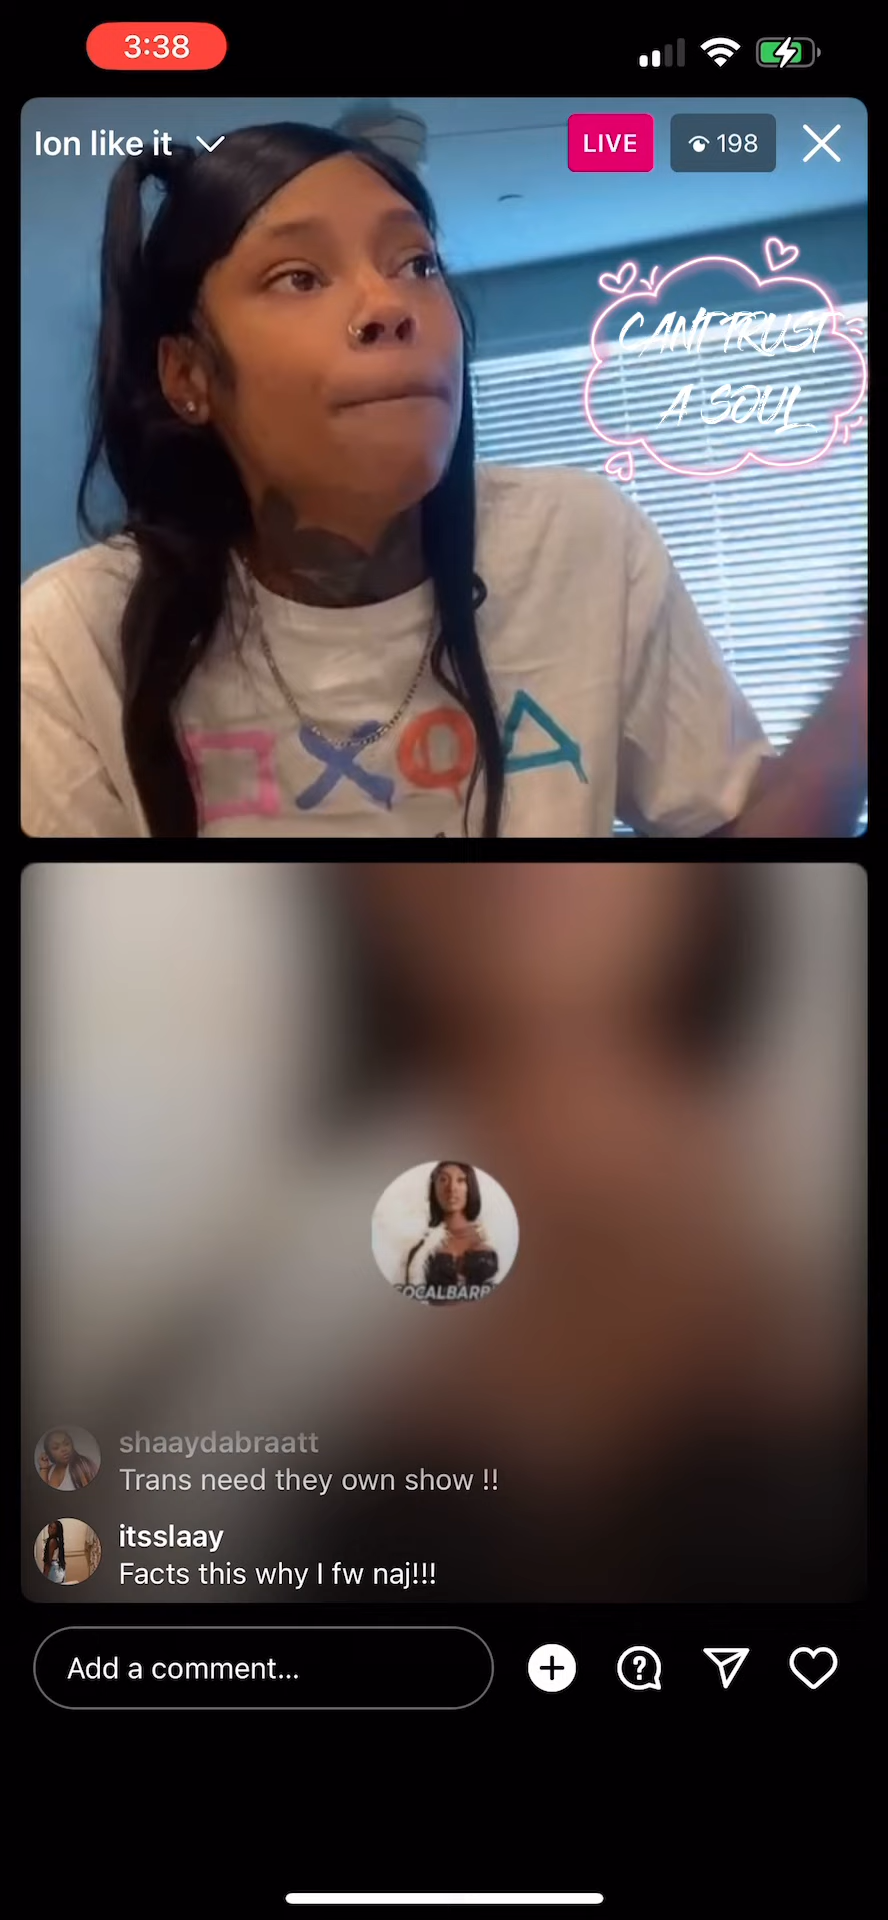 3:38
Ion like it
LIVE
198
CANT TRUST
A SOUL
OCALBARB
shaaydabraatt
Trans need they own show !!
itsslaay
Facts this why I fw naj!!!
Add a comment...